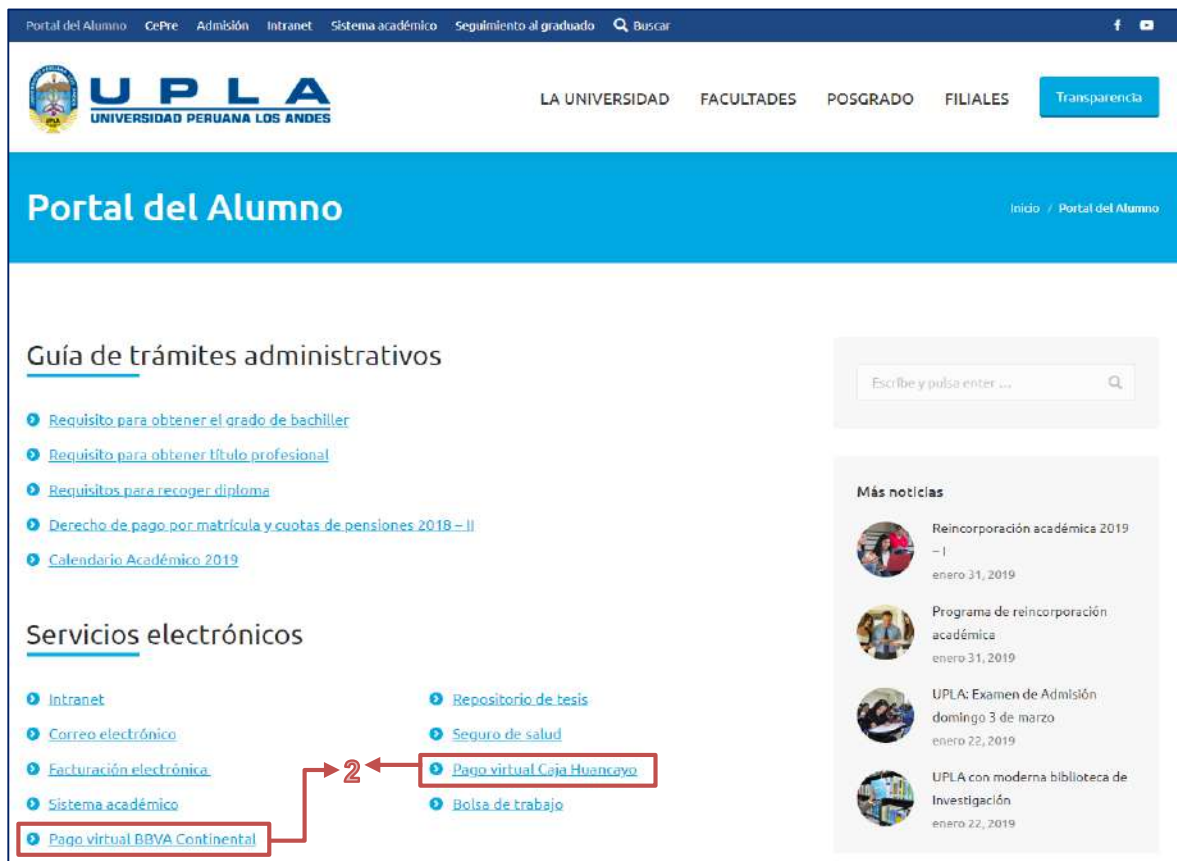 Portal del Alumno CePre Admisión Intranet Sistema académico Seguimiento al graduado Buscar
UPLA
UNIVERSIDAD PERUANA LOS ANDES
LA UNIVERSIDAD FACULTADES POSGRADO FILIALES Transparencia
Portal del Alumno
Inicio / Portal del Alumno
Guía de trámites administrativos
Requisito para obtener el grado de bachiller
Requisito para obtener título profesional
Requisitos para recoger diploma
Derecho de pago por matrícula y cuotas de pensiones 2018 – II
Calendario Académico 2019
Servicios electrónicos
Intranet
Correo electrónico
Facturación electrónica
Sistema académico
Pago virtual BBVA Continental
2
Repositorio de tesis
Seguro de salud
Pago virtual Caja Huancayo
Bolsa de trabajo
Escribe y pulsa enter ...
Más noticias
Reincorporación académica 2019
– I
enero 31, 2019
Programa de reincorporación
académica
enero 31, 2019
UPLA: Examen de Admisión
domingo 3 de marzo
enero 22, 2019
UPLA con moderna biblioteca de
Investigación
enero 22, 2019